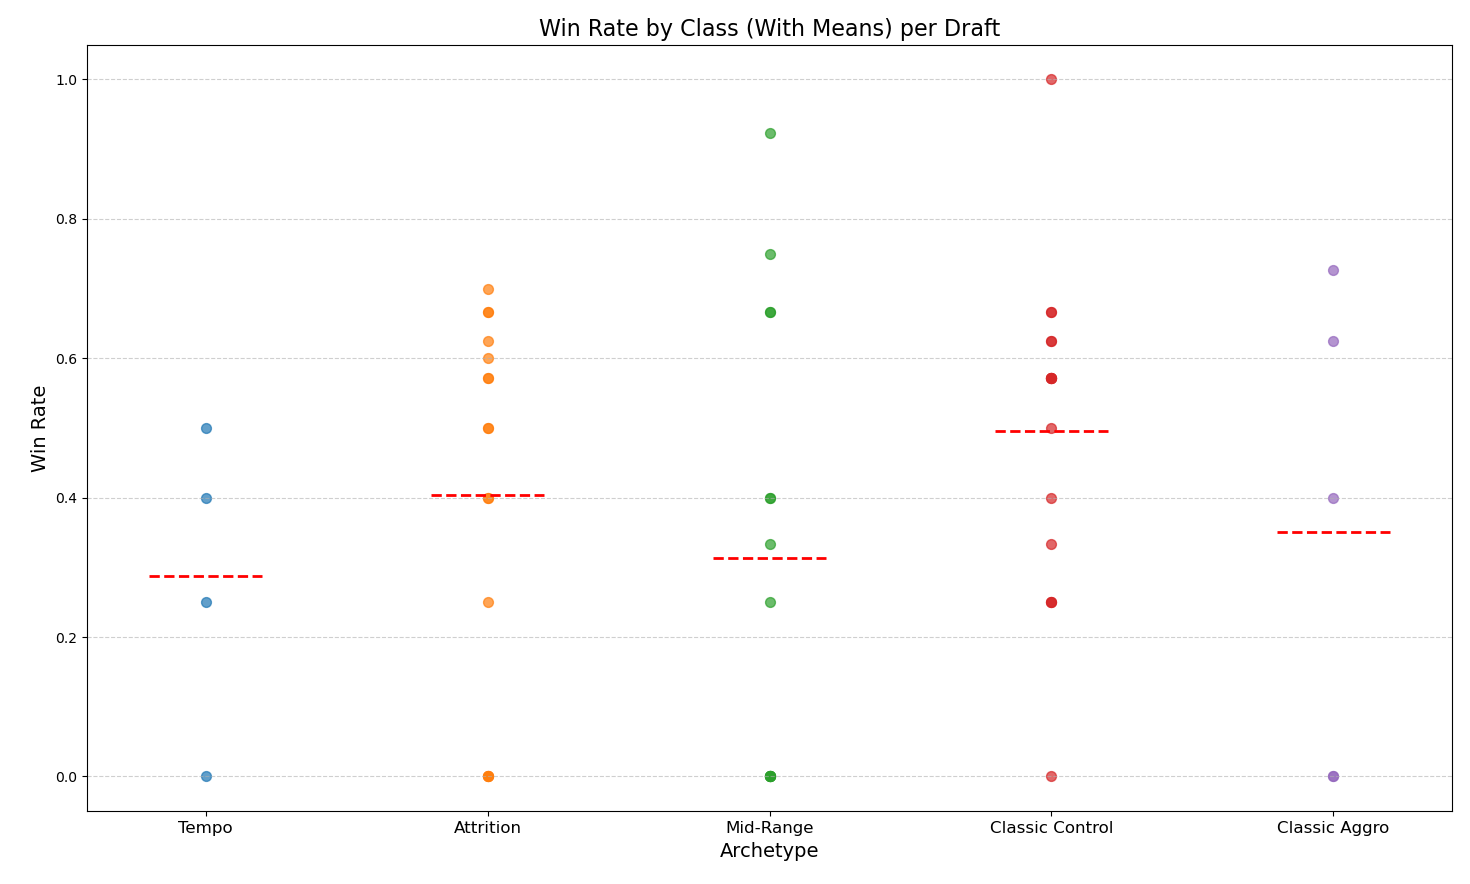 Win Rate by Class (With Means) per Draft
1.0
0.8
0.6
0.4
0.2
0.0
Win Rate
Tempo
Attrition
Mid-Range
Classic Control
Classic Aggro
Archetype